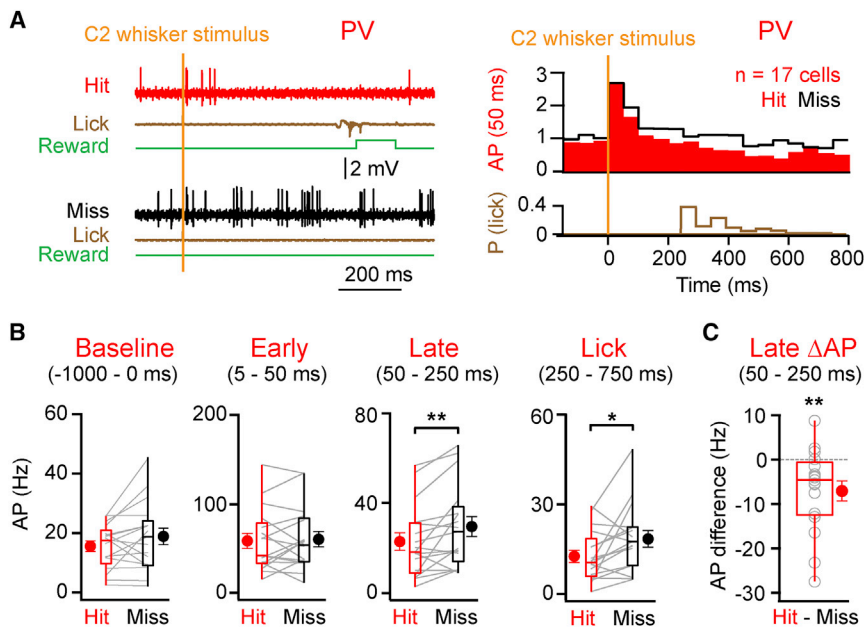 A
C2 whisker stimulus
PV
Hit
Lick
Reward
2 mV
Miss
Lick
Reward
200 ms
C2 whisker stimulus
PV
n = 17 cells
Hit Miss
AP (50 ms)
3
2
1
0
P (lick)
0.4
0
0 200 400 600 800
Time (ms)
B
Baseline
(-1000 - 0 ms)
AP (Hz)
60
40
20
0
Hit Miss
Early
(5 - 50 ms)
200
100
0
Hit Miss
Late
(50 - 250 ms)
**
80
40
0
Hit Miss
Lick
(250 - 750 ms)
*
60
30
0
Hit Miss
C
Late ΔAP
(50 - 250 ms)
**
AP difference (Hz)
10
0
-10
-20
-30
Hit - Miss